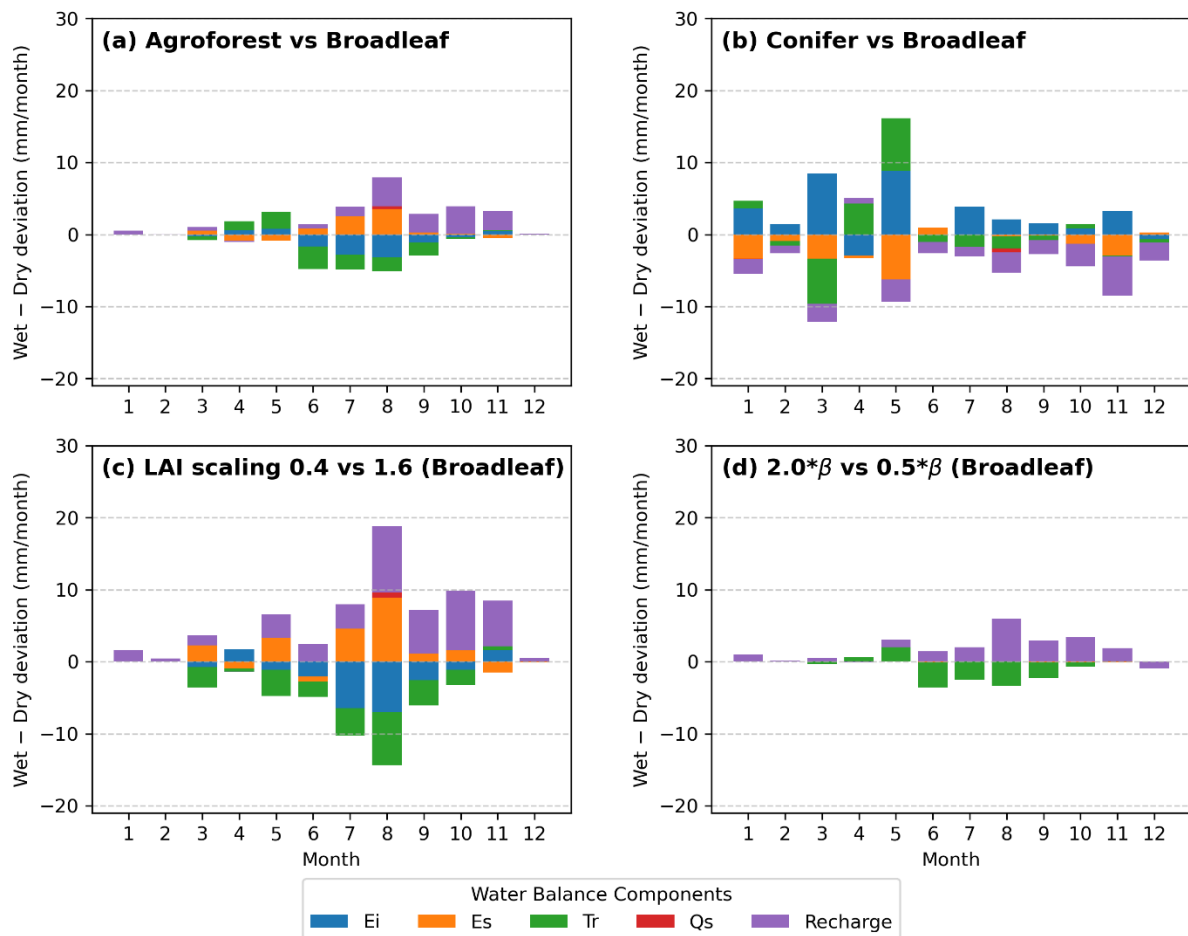 (a) Agroforest vs Broadleaf
Wet − Dry deviation (mm/month)
30
20
10
0
−10
−20
1 2 3 4 5 6 7 8 9 10 11 12
(b) Conifer vs Broadleaf
Wet − Dry deviation (mm/month)
30
20
10
0
−10
−20
1 2 3 4 5 6 7 8 9 10 11 12
(c) LAI scaling 0.4 vs 1.6 (Broadleaf)
Wet − Dry deviation (mm/month)
30
20
10
0
−10
−20
1 2 3 4 5 6 7 8 9 10 11 12
Month
(d) 2.0*β vs 0.5*β (Broadleaf)
Wet − Dry deviation (mm/month)
30
20
10
0
−10
−20
1 2 3 4 5 6 7 8 9 10 11 12
Month
Water Balance Components
Ei Es Tr Qs Recharge